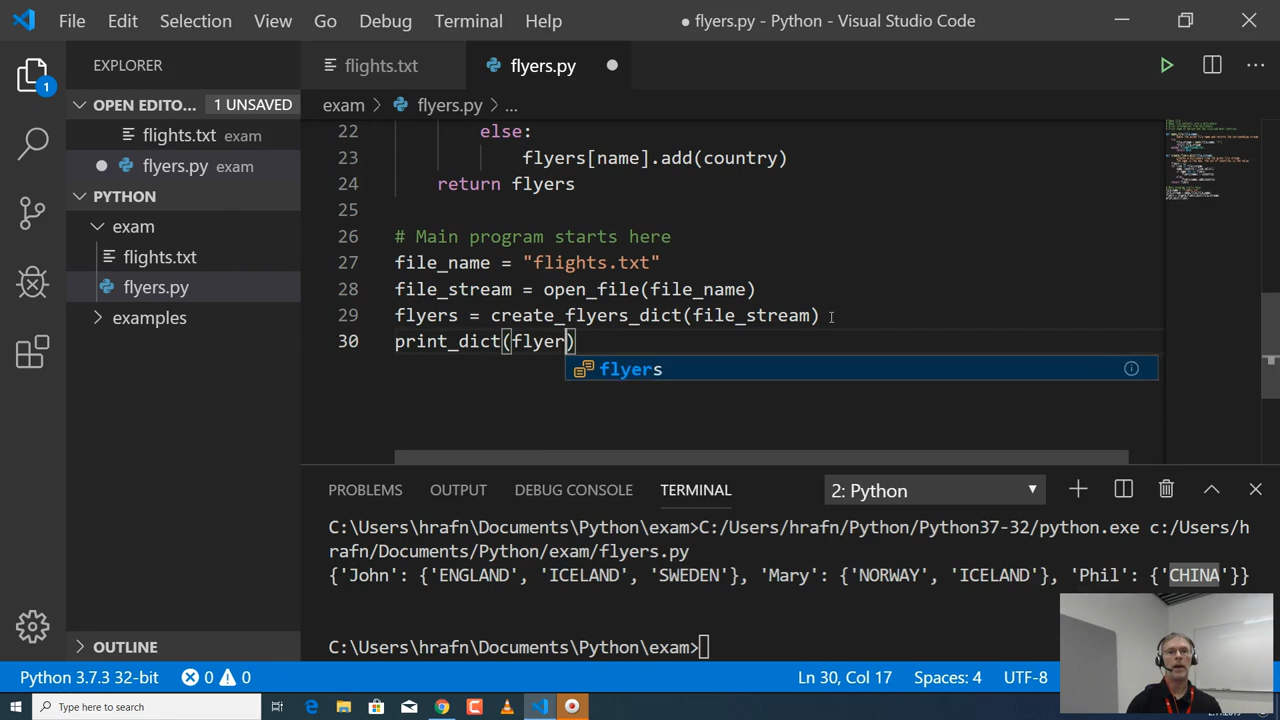 File Edit Selection View Go Debug Terminal Help ● flyers.py - Python - Visual Studio Code
EXPLORER
flights.txt
flyers.py
OPEN EDITO... 1 UNSAVED
exam > flyers.py > ...
1
flights.txt exam
flyers.py exam
PYTHON
exam
flights.txt
flyers.py
examples
OUTLINE
22 else:
23 flyers[name].add(country)
24 return flyers
25
26 # Main program starts here
27 file_name = "flights.txt"
28 file_stream = open_file(file_name)
29 flyers = create_flyers_dict(file_stream)
30 print_dict(flyer)
flyers
PROBLEMS OUTPUT DEBUG CONSOLE TERMINAL 2: Python
C:\Users\hrafn\Documents\Python\exam>C:/Users/hrafn/Python/Python37-32/python.exe c:/Users/h
rafn/Documents/Python/exam/flyers.py
{'John': {'ENGLAND', 'ICELAND', 'SWEDEN'}, 'Mary': {'NORWAY', 'ICELAND'}, 'Phil': {'CHINA'}}
C:\Users\hrafn\Documents\Python\exam>
Python 3.7.3 32-bit 0 0 Ln 30, Col 17 Spaces: 4 UTF-8
Type here to search